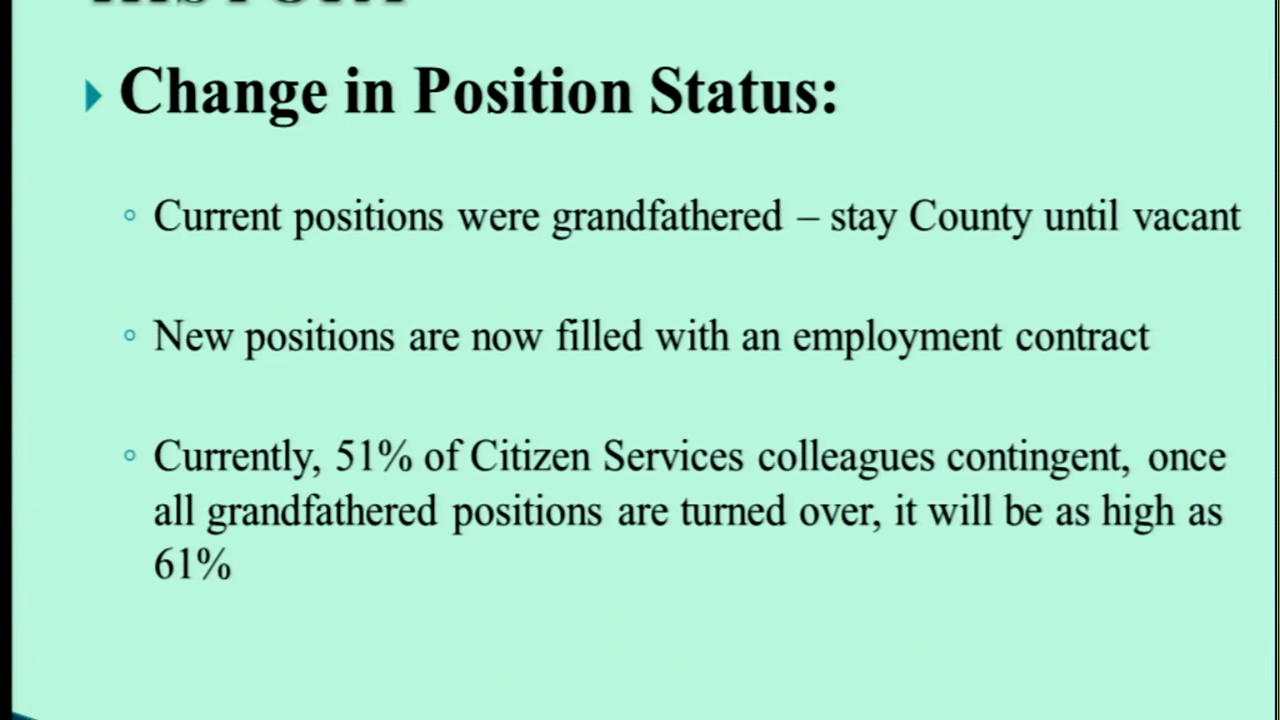 Change in Position Status:
Current positions were grandfathered – stay County until vacant
New positions are now filled with an employment contract
Currently, 51% of Citizen Services colleagues contingent, once
all grandfathered positions are turned over, it will be as high as
61%